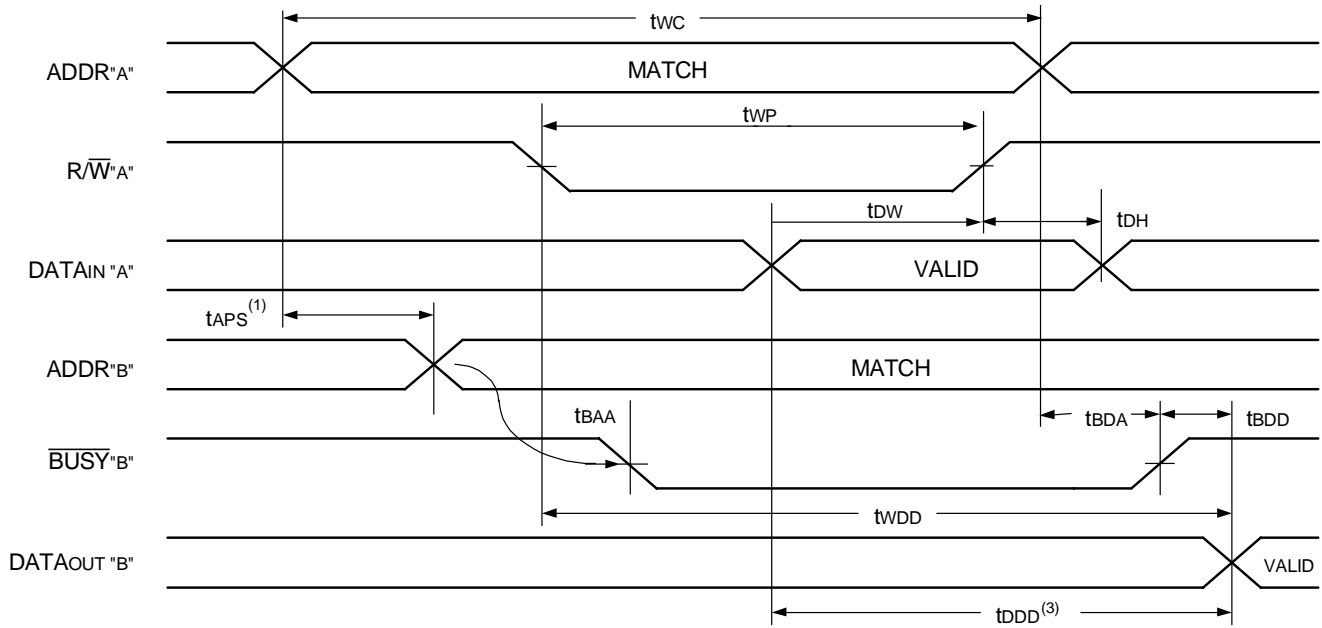 tWC
ADDR"A"
MATCH
tWP
R/W̅"A"
tDW
tDH
DATAIN "A"
VALID
tAPS(1)
ADDR"B"
MATCH
tBAA
tBDA
tBDD
B̅U̅S̅Y̅"B"
tWDD
DATAOUT "B"
VALID
tDDD(3)